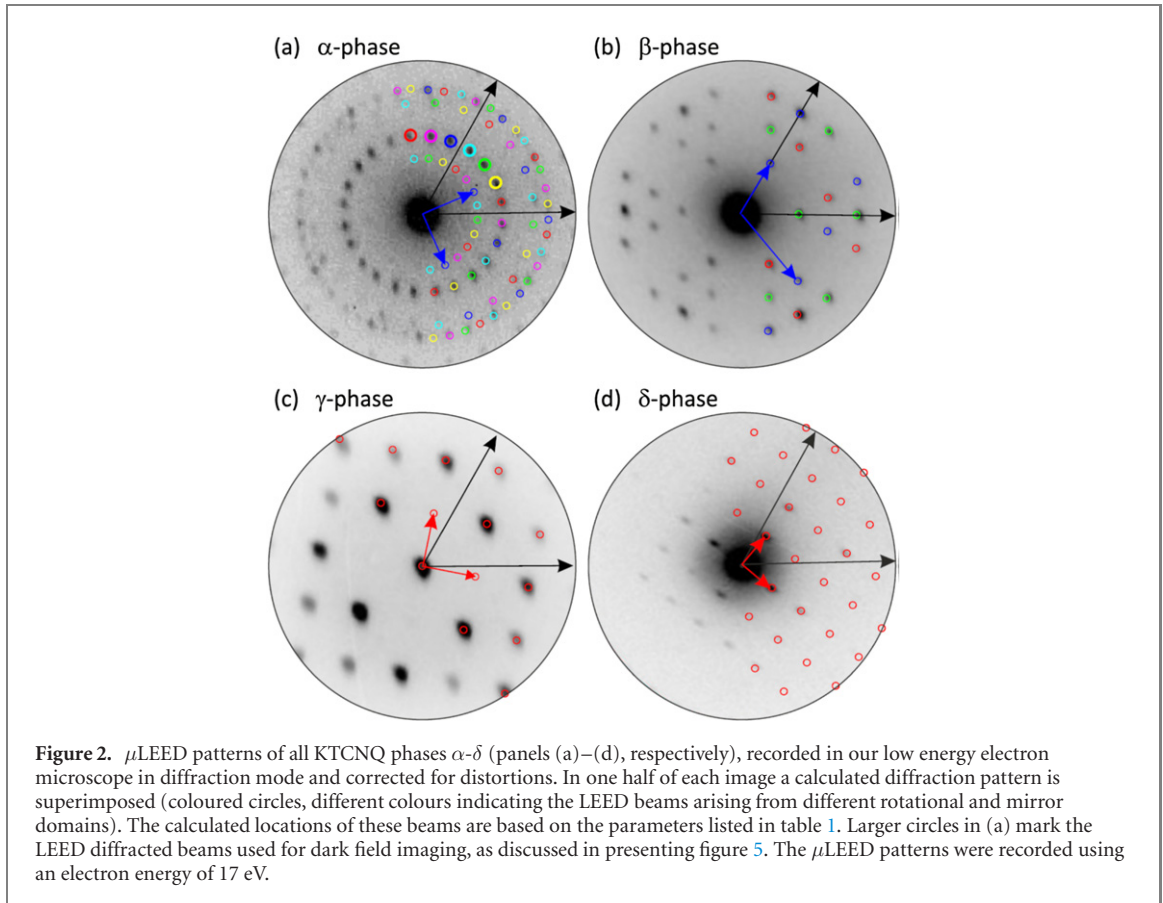 (a) α-phase
(b) β-phase
(c) γ-phase
(d) δ-phase
Figure 2. μLEED patterns of all KTCNQ phases α-δ (panels (a)–(d), respectively), recorded in our low energy electron
microscope in diffraction mode and corrected for distortions. In one half of each image a calculated diffraction pattern is
superimposed (coloured circles, different colours indicating the LEED beams arising from different rotational and mirror
domains). The calculated locations of these beams are based on the parameters listed in table 1. Larger circles in (a) mark the
LEED diffracted beams used for dark field imaging, as discussed in presenting figure 5. The μLEED patterns were recorded using
an electron energy of 17 eV.